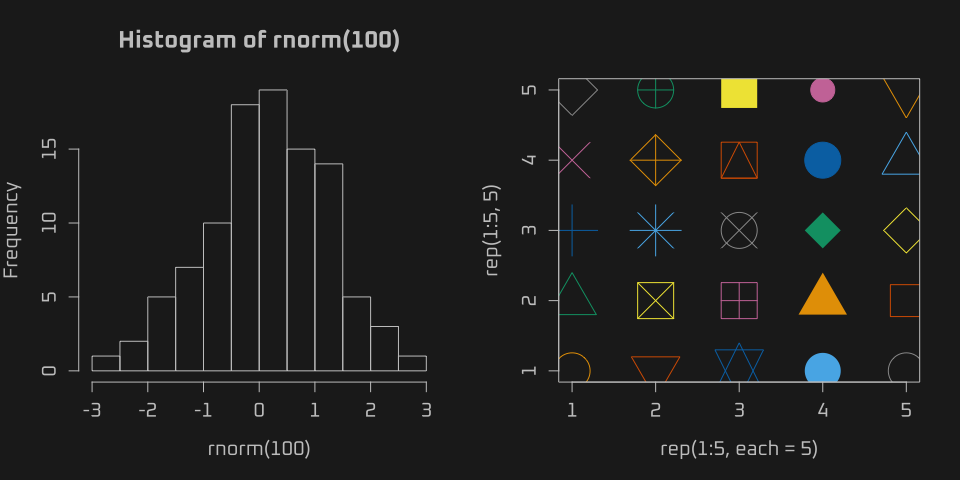 Histogram of rnorm(100)
Frequency
15
10
5
0
-3 -2 -1 0 1 2 3
rnorm(100)
rep(1:5, 5)
5
4
3
2
1
1 2 3 4 5
rep(1:5, each = 5)